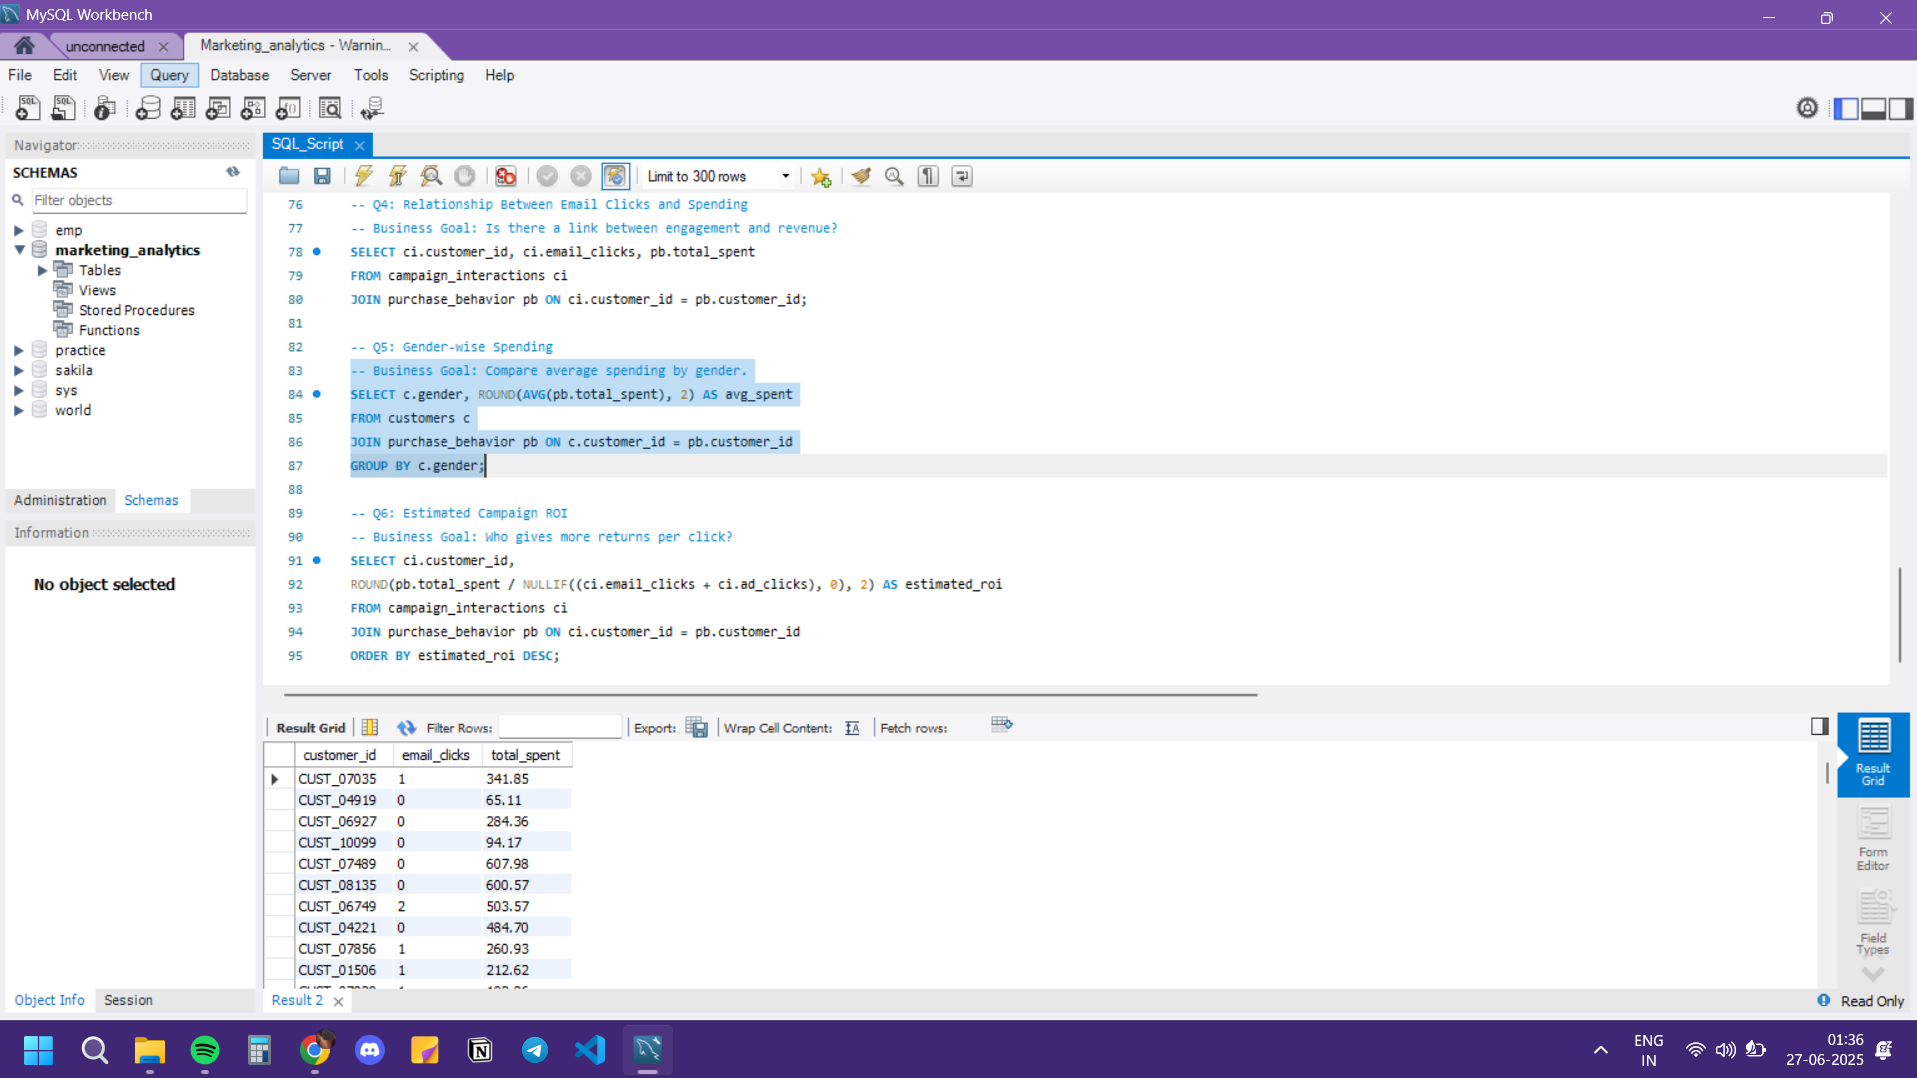 MySQL Workbench
unconnected
Marketing_analytics - Warnin...
File Edit View Query Database Server Tools Scripting Help
Navigator
SCHEMAS
Filter objects
emp
marketing_analytics
Tables
Views
Stored Procedures
Functions
practice
sakila
sys
world
Administration Schemas
Information
No object selected
Object Info Session
SQL_Script
Limit to 300 rows
76 -- Q4: Relationship Between Email Clicks and Spending
77 -- Business Goal: Is there a link between engagement and revenue?
78 SELECT ci.customer_id, ci.email_clicks, pb.total_spent
79 FROM campaign_interactions ci
80 JOIN purchase_behavior pb ON ci.customer_id = pb.customer_id;
81
82 -- Q5: Gender-wise Spending
83 -- Business Goal: Compare average spending by gender.
84 SELECT c.gender, ROUND(AVG(pb.total_spent), 2) AS avg_spent
85 FROM customers c
86 JOIN purchase_behavior pb ON c.customer_id = pb.customer_id
87 GROUP BY c.gender;
88
89 -- Q6: Estimated Campaign ROI
90 -- Business Goal: Who gives more returns per click?
91 SELECT ci.customer_id,
92 ROUND(pb.total_spent / NULLIF((ci.email_clicks + ci.ad_clicks), 0), 2) AS estimated_roi
93 FROM campaign_interactions ci
94 JOIN purchase_behavior pb ON ci.customer_id = pb.customer_id
95 ORDER BY estimated_roi DESC;
Result Grid Filter Rows: Export: Wrap Cell Content: Fetch rows:
customer_id email_clicks total_spent
CUST_07035 1 341.85
CUST_04919 0 65.11
CUST_06927 0 284.36
CUST_10099 0 94.17
CUST_07489 0 607.98
CUST_08135 0 600.57
CUST_06749 2 503.57
CUST_04221 0 484.70
CUST_07856 1 260.93
CUST_01506 1 212.62
Result
Grid
Form
Editor
Field
Types
Result 2
Read Only
ENG
IN
01:36
27-06-2025